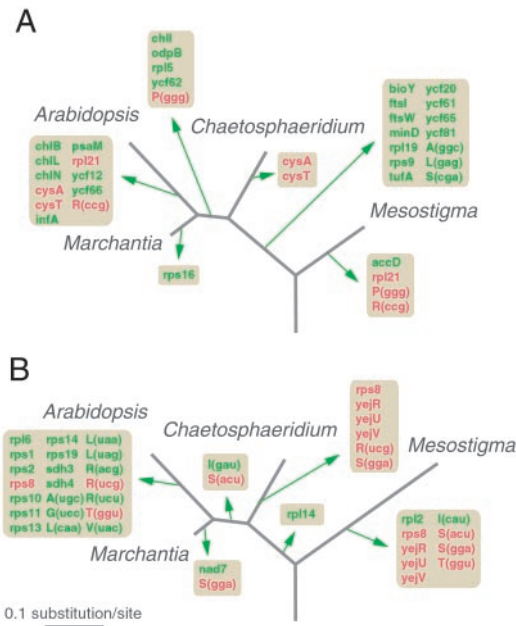 A
chlI
odpB
rpl5
ycf62
P(ggg)
Arabidopsis
Chaetosphaeridium
bioY ycf20
ftsI ycf61
ftsW ycf65
minD ycf81
rpl19 A(ggc)
rps9 L(gag)
tufA S(cga)
chlB psaM
chlL rpl21
chlN ycf12
cysA ycf66
cysT R(ccg)
infA
cysA
cysT
Mesostigma
Marchantia
rps16
accD
rpl21
P(ggg)
R(ccg)
B
Arabidopsis
Chaetosphaeridium
rps8
yejR
yejU
yejV
R(ucg)
S(gga)
Mesostigma
rpl6 rps14 L(uaa)
rps1 rps19 L(uag)
rps2 sdh3 R(acg)
rps8 sdh4 R(ucg)
rps10 A(ugc) R(ucu)
rps11 G(ucc) T(ggu)
rps13 L(caa) V(uac)
I(gau)
S(acu)
rpl14
rpl2 I(cau)
rps8 S(acu)
yejR S(gga)
yejU T(ggu)
yejV
Marchantia
nad7
S(gga)
0.1 substitution/site